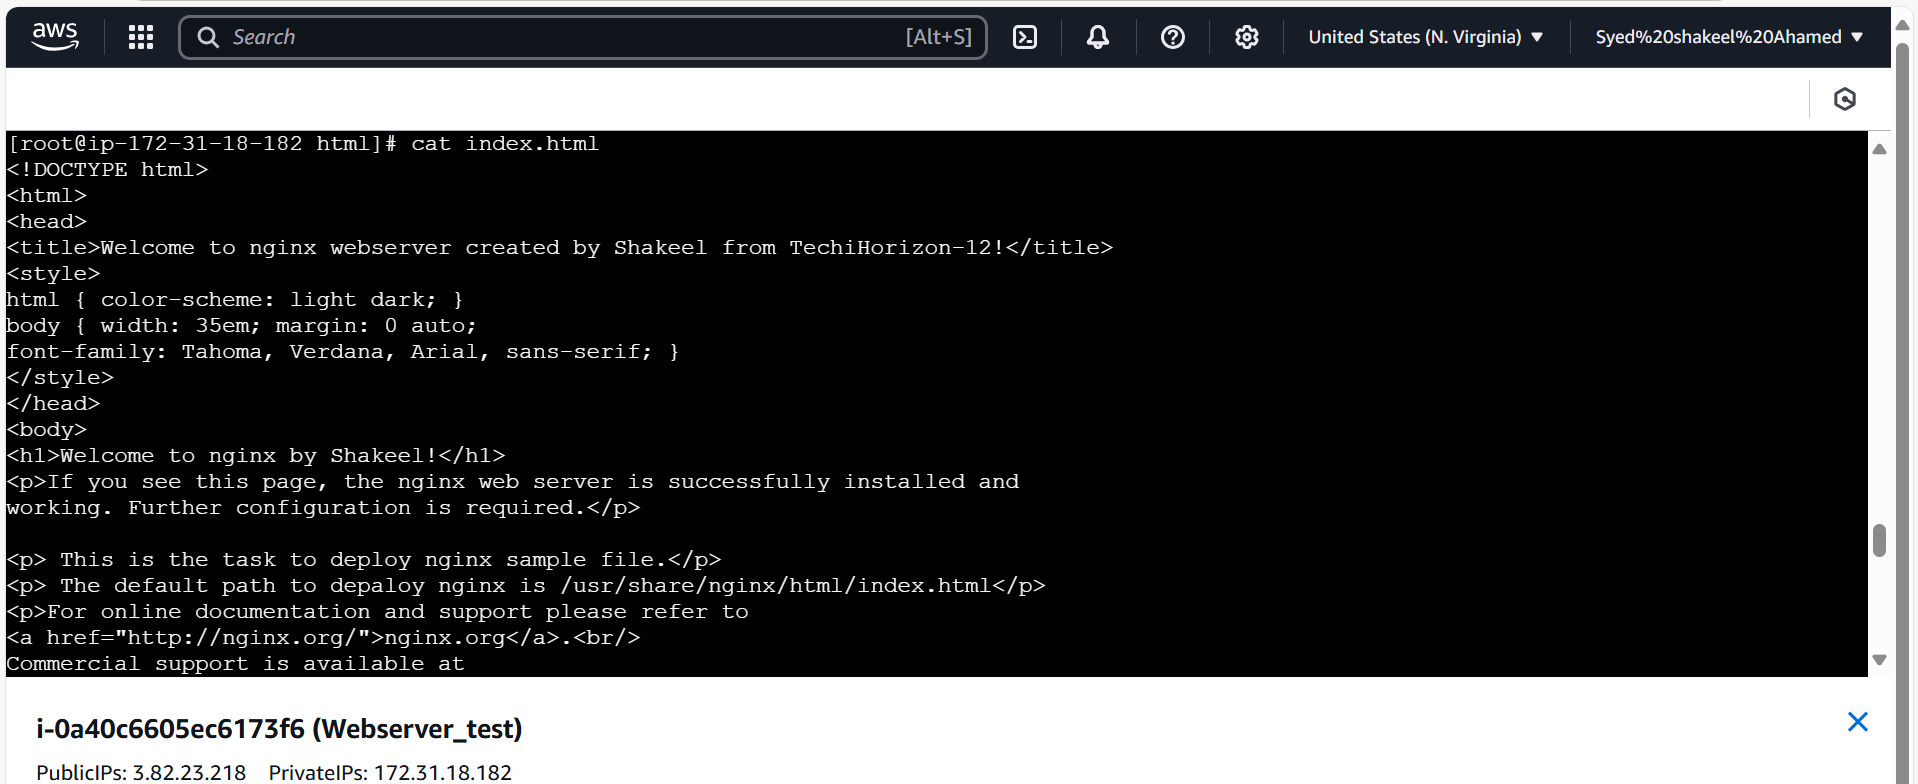 aws
Search [Alt+S]
United States (N. Virginia)
Syed%20shakeel%20Ahamed
[root@ip-172-31-18-182 html]# cat index.html
<!DOCTYPE html>
<html>
<head>
<title>Welcome to nginx webserver created by Shakeel from TechiHorizon-12!</title>
<style>
html { color-scheme: light dark; }
body { width: 35em; margin: 0 auto;
font-family: Tahoma, Verdana, Arial, sans-serif; }
</style>
</head>
<body>
<h1>Welcome to nginx by Shakeel!</h1>
<p>If you see this page, the nginx web server is successfully installed and
working. Further configuration is required.</p>
<p> This is the task to deploy nginx sample file.</p>
<p> The default path to depaloy nginx is /usr/share/nginx/html/index.html</p>
<p>For online documentation and support please refer to
<a href="http://nginx.org/">nginx.org</a>.<br/>
Commercial support is available at
i-0a40c6605ec6173f6 (Webserver_test)
PublicIPs: 3.82.23.218 PrivateIPs: 172.31.18.182